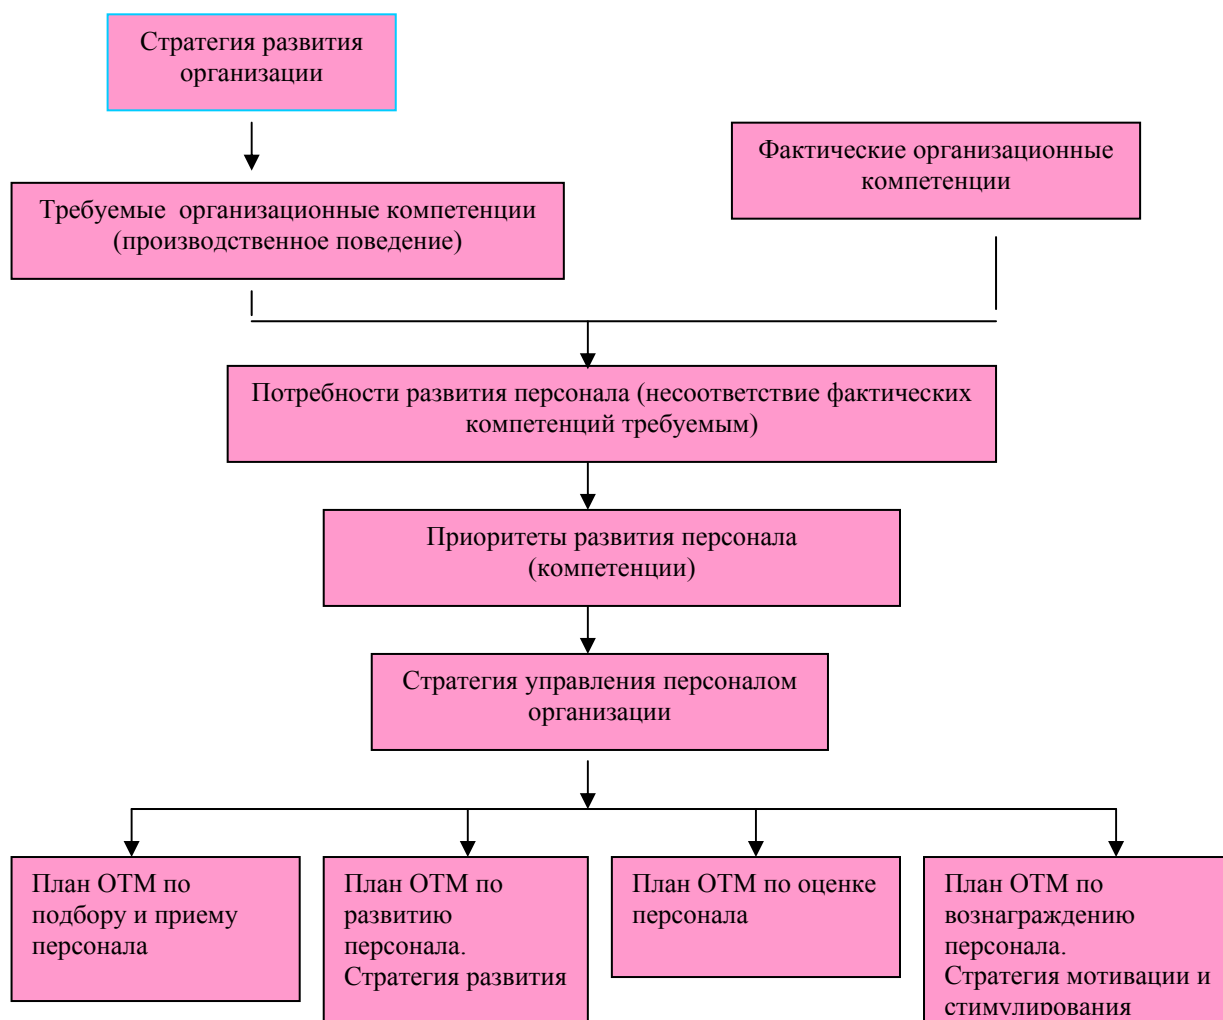 Стратегия развития
организации
Фактические организационные
компетенции
Требуемые  организационные компетенции
(производственное поведение)
Потребности развития персонала (несоответствие фактических
компетенций требуемым)
Приоритеты развития персонала
(компетенции)
Стратегия управления персоналом
организации
План ОТМ по
подбору и приему
персонала
План ОТМ по
развитию
персонала.
Стратегия развития
План ОТМ по оценке
персонала
План ОТМ по
вознаграждению
персонала.
Стратегия мотивации и
стимулирования